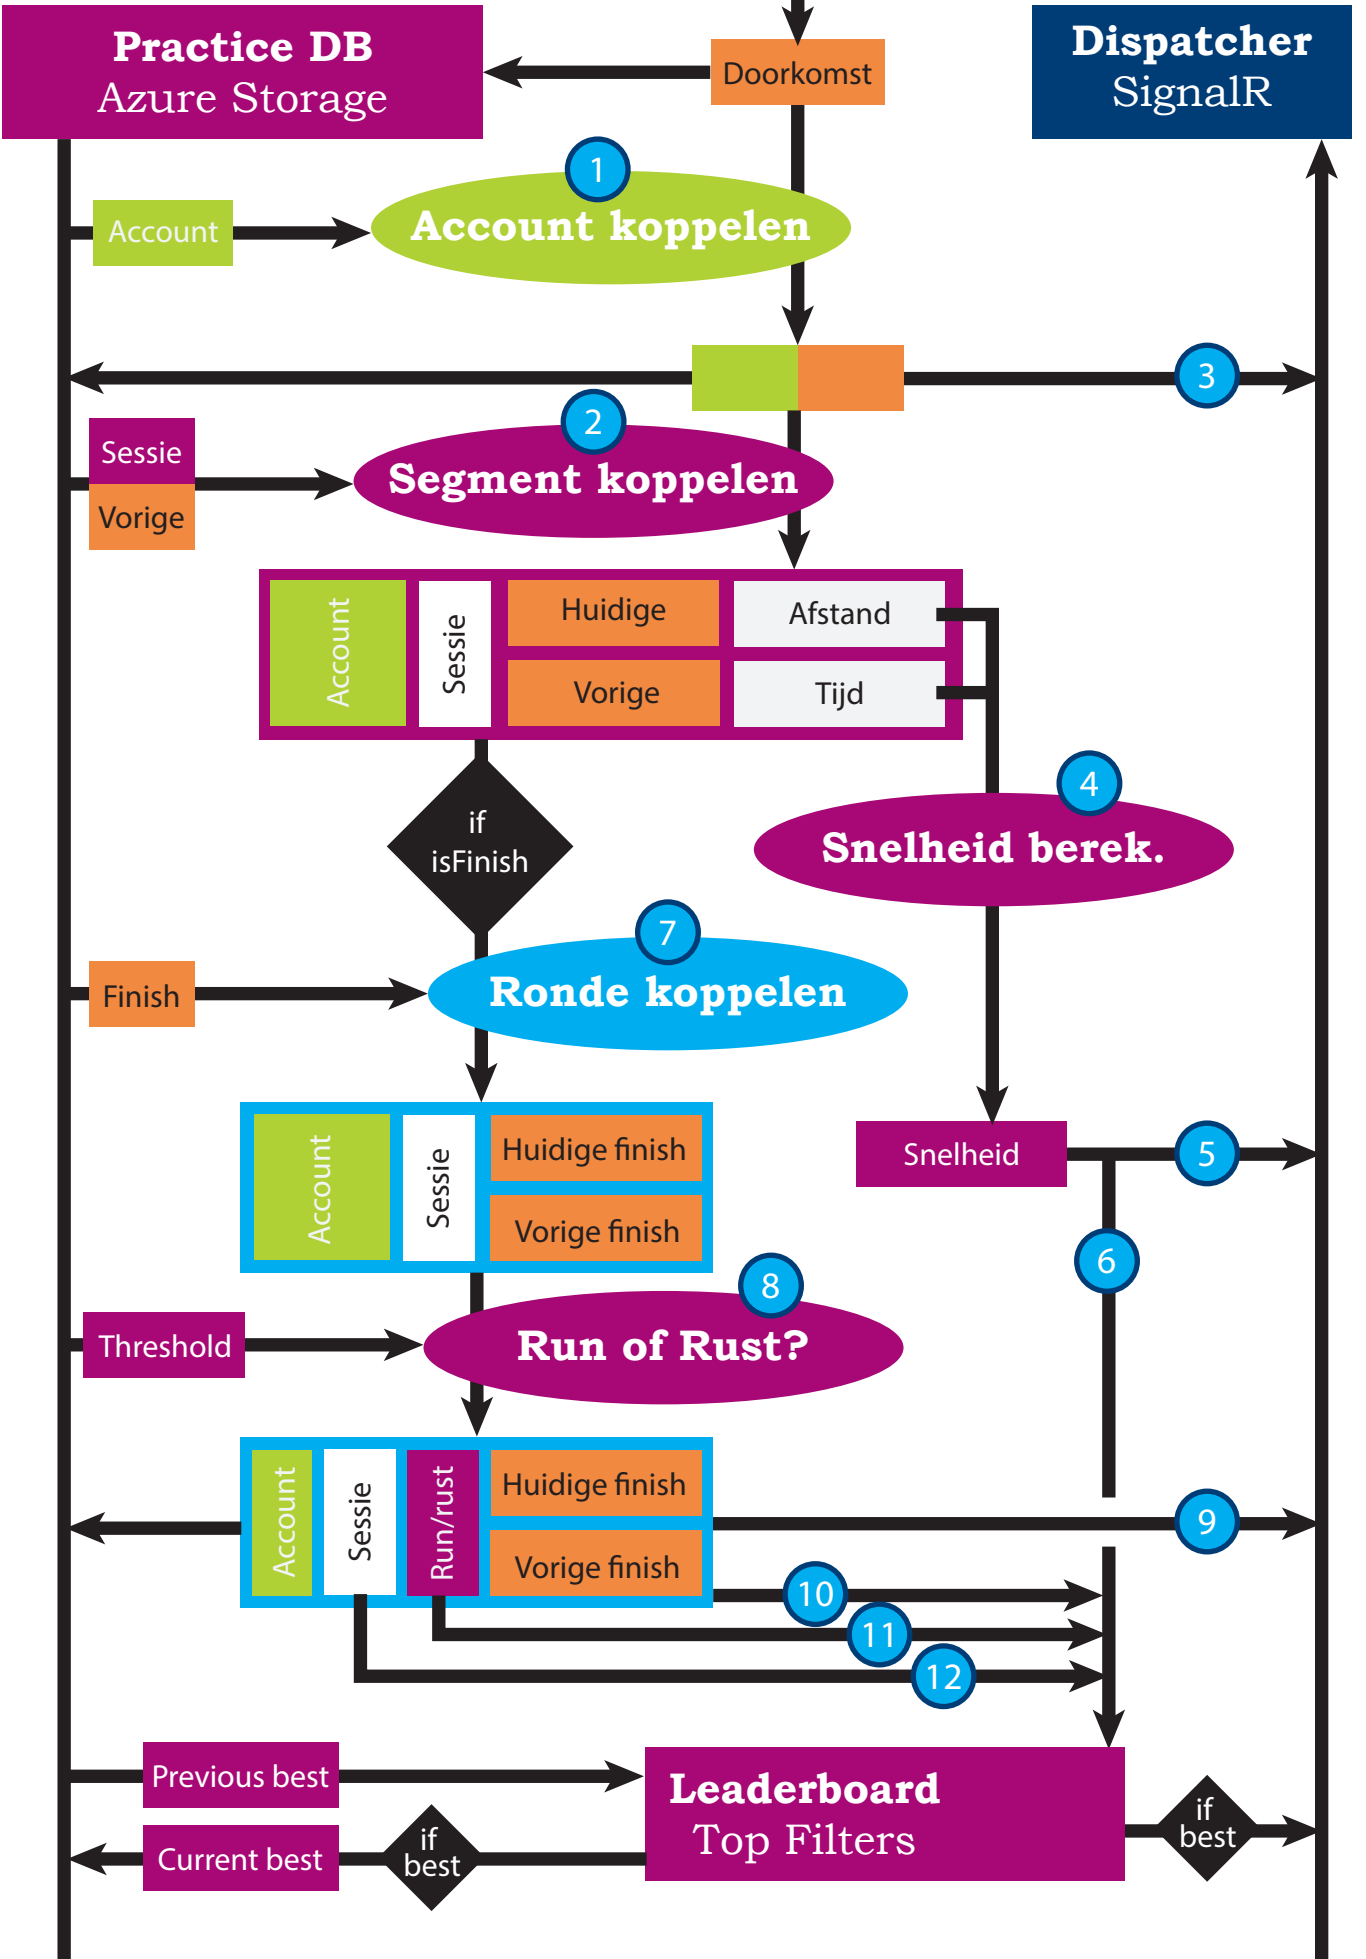 Practice DB
Azure Storage
Doorkomst
Dispatcher
SignalR
1
Account
Account koppelen
3
2
Sessie
Vorige
Segment koppelen
Account
Sessie
Huidige
Vorige
Afstand
Tijd
4
if
isFinish
Snelheid berek.
7
Finish
Ronde koppelen
Account
Sessie
Huidige finish
Vorige finish
Snelheid
5
6
8
Threshold
Run of Rust?
Account
Sessie
Run/rust
Huidige finish
Vorige finish
9
10
11
12
Previous best
Leaderboard
Top Filters
Current best
if
best
if
best